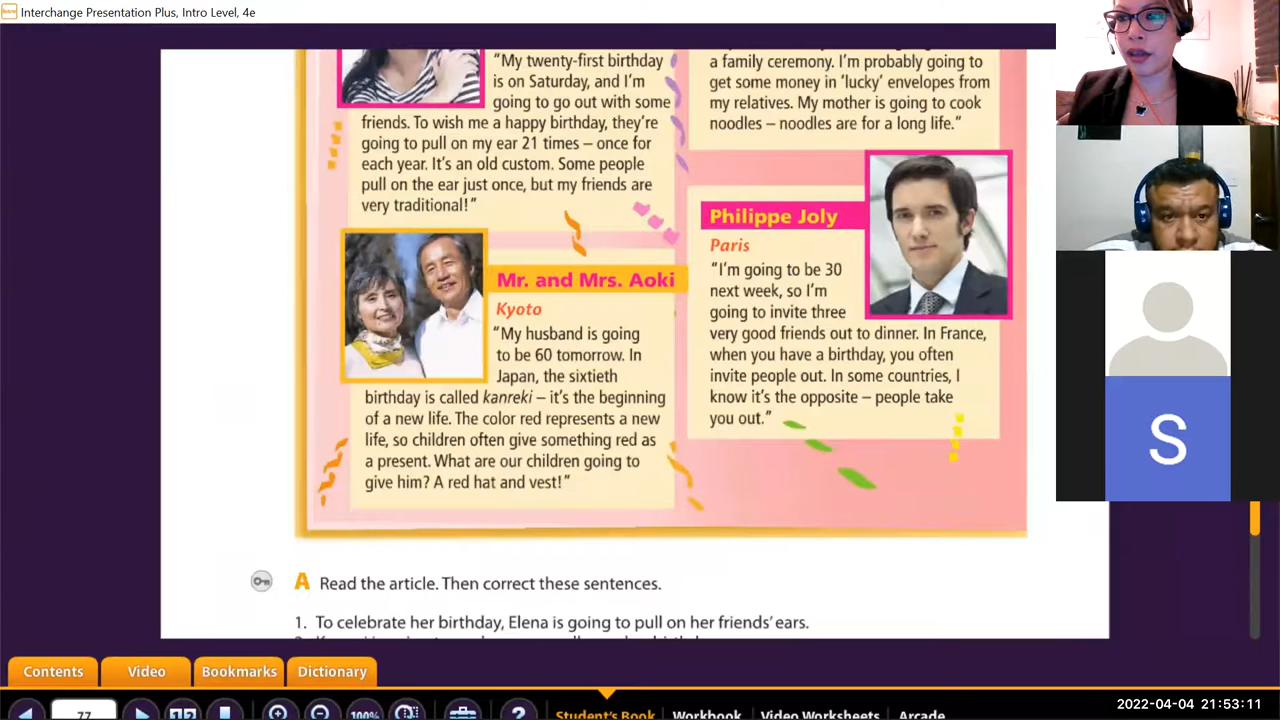 Interchange Presentation Plus, Intro Level, 4e
"My twenty-first birthday
is on Saturday, and I'm
going to go out with some
friends. To wish me a happy birthday, they're
going to pull on my ear 21 times – once for
each year. It's an old custom. Some people
pull on the ear just once, but my friends are
very traditional!"
Mr. and Mrs. Aoki
Kyoto
"My husband is going
to be 60 tomorrow. In
Japan, the sixtieth
birthday is called kanreki – it's the beginning
of a new life. The color red represents a new
life, so children often give something red as
a present. What are our children going to
give him? A red hat and vest!"
a family ceremony. I'm probably going to
get some money in 'lucky' envelopes from
my relatives. My mother is going to cook
noodles – noodles are for a long life."
Philippe Joly
Paris
"I'm going to be 30
next week, so I'm
going to invite three
very good friends out to dinner. In France,
when you have a birthday, you often
invite people out. In some countries, I
know it's the opposite – people take
you out."
A Read the article. Then correct these sentences.
1. To celebrate her birthday, Elena is going to pull on her friends' ears.
S
Contents Video Bookmarks Dictionary
77 100% ?
Student's Book Workbook Video Worksheets Arcade
2022-04-04 21:53:11